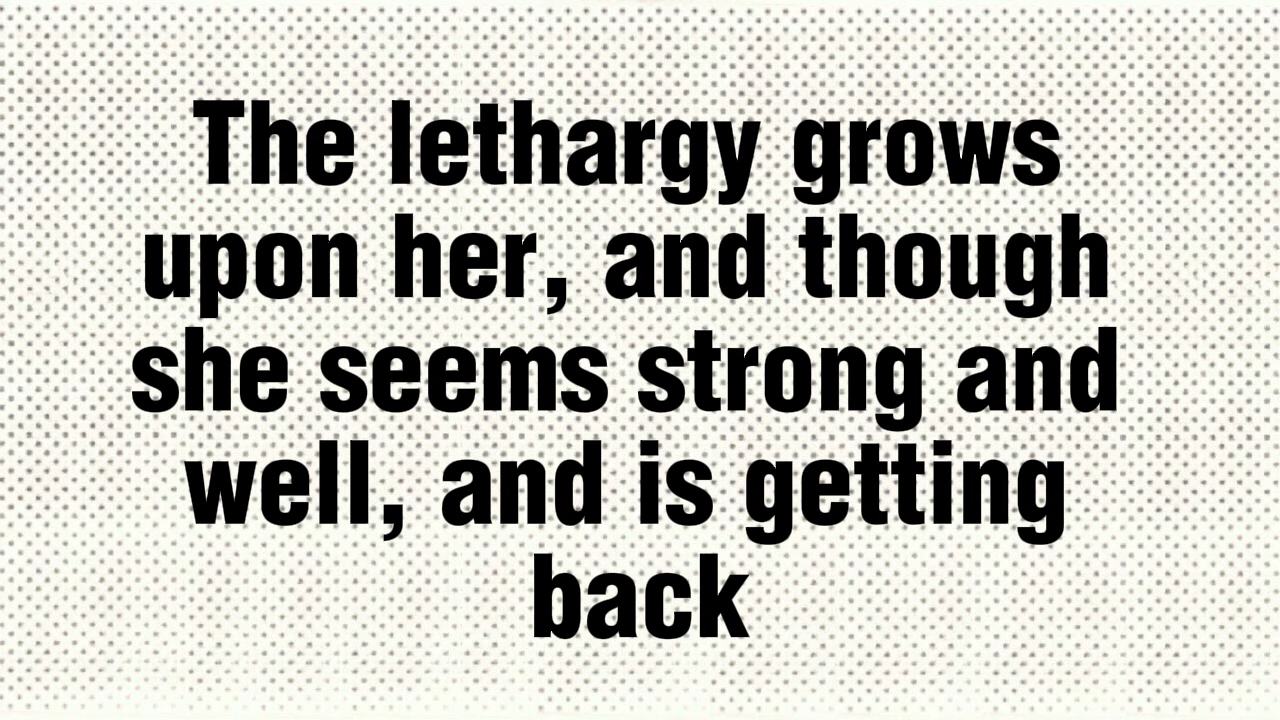 The lethargy grows
upon her, and though
she seems strong and
well, and is getting
back